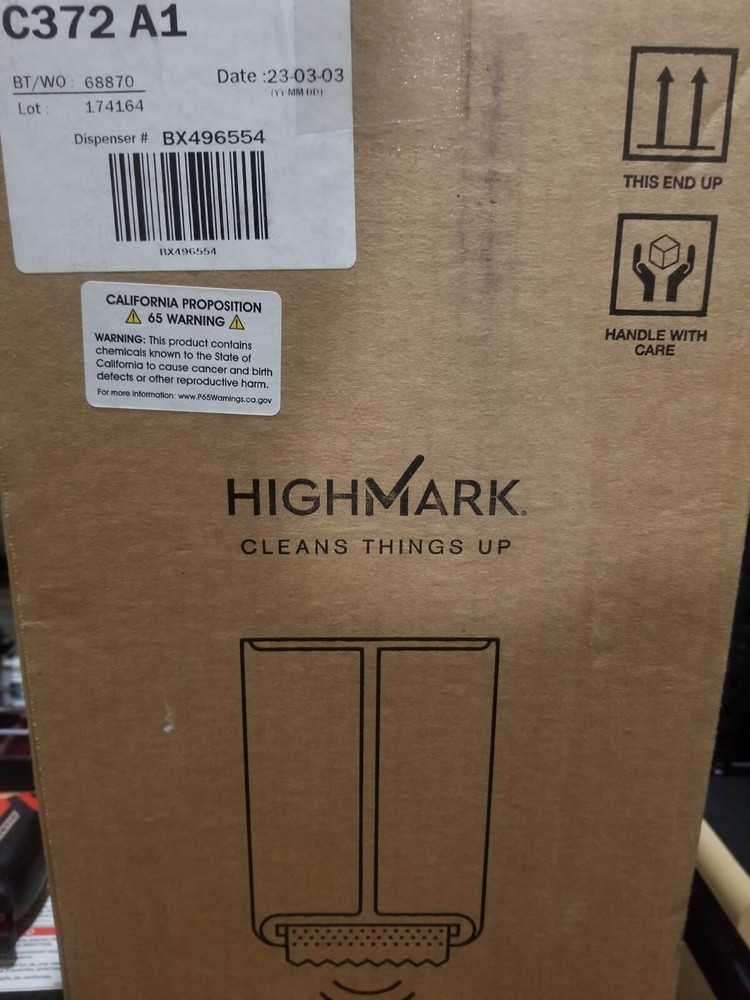 C372 A1
BT/WO : 68870
Date :23-03-03
(Yr MM DD)
Lot : 174164
Dispenser # BX496554
BX496554
THIS END UP
HANDLE WITH
CARE
CALIFORNIA PROPOSITION
65 WARNING
WARNING: This product contains
chemicals known to the State of
California to cause cancer and birth
defects or other reproductive harm.
For more information: www.P65Warnings.ca.gov
HIGHMARK.
CLEANS THINGS UP